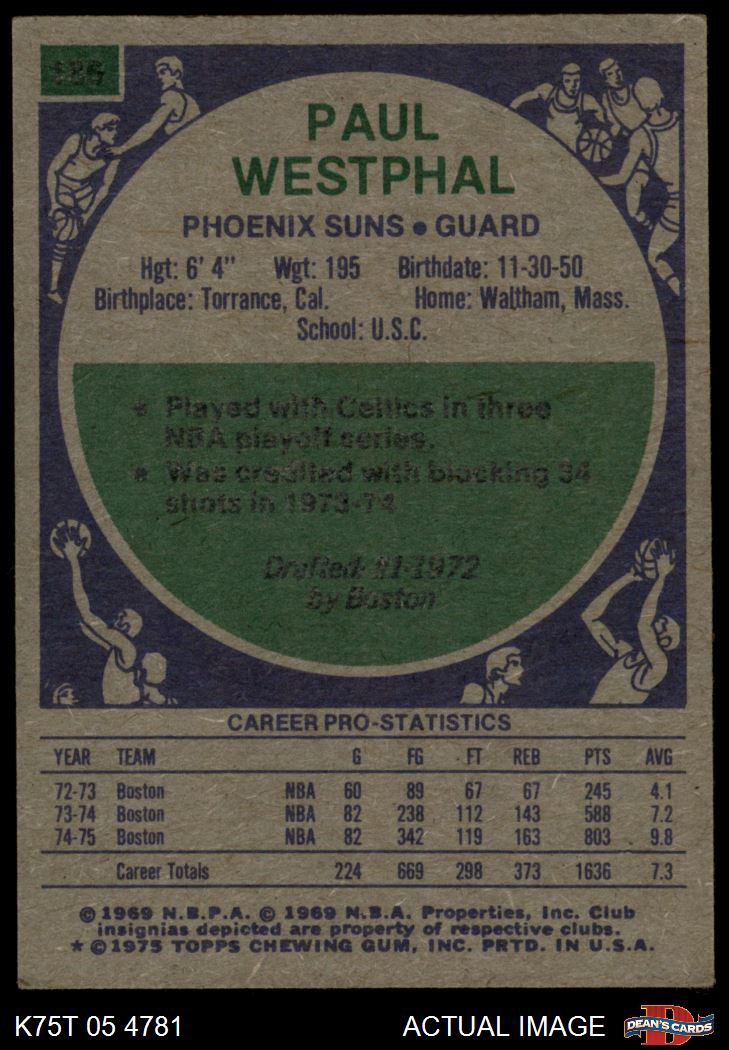 186
PAUL
WESTPHAL
PHOENIX SUNS • GUARD
Hgt: 6' 4" Wgt: 195 Birthdate: 11-30-50
Birthplace: Torrance, Cal. Home: Waltham, Mass.
School: U.S.C.
• Played with Celtics in three
NBA playoff series.
• Was credited with blocking 34
shots in 1973-74
Drafted: #1-1972
by Boston
CAREER PRO-STATISTICS
YEAR TEAM G FG FT REB PTS AVG
72-73 Boston NBA 60 89 67 67 245 4.1
73-74 Boston NBA 82 238 112 143 588 7.2
74-75 Boston NBA 82 342 119 163 803 9.8
Career Totals 224 669 298 373 1636 7.3
© 1969 N.B.P.A. © 1969 N.B.A. Properties, Inc. Club
insignias depicted are property of respective clubs.
★ © 1975 TOPPS CHEWING GUM, INC. PRTD. IN U.S.A.
K75T 05 4781 ACTUAL IMAGE DEAN'S CARDS